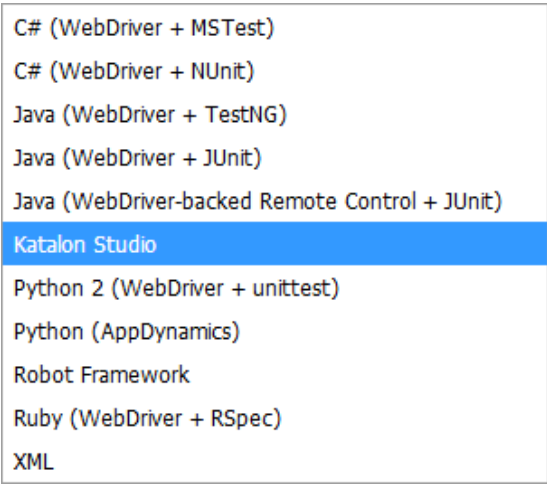 C# (WebDriver + MSTest)
C# (WebDriver + NUnit)
Java (WebDriver + TestNG)
Java (WebDriver + JUnit)
Java (WebDriver-backed Remote Control + JUnit)
Katalon Studio
Python 2 (WebDriver + unittest)
Python (AppDynamics)
Robot Framework
Ruby (WebDriver + RSpec)
XML